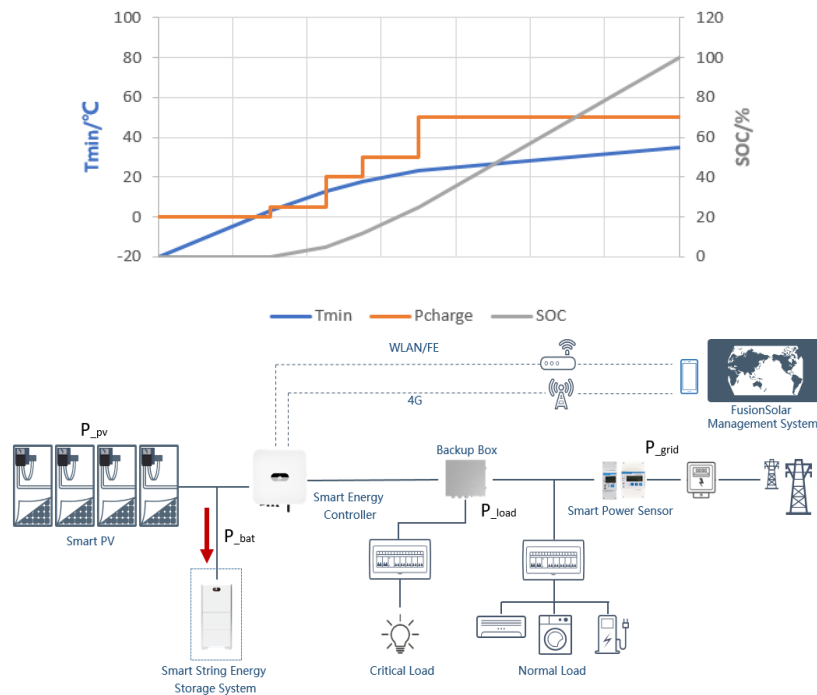 100
80
60
40
20
0
-20
Tmin/℃
120
100
80
60
40
20
0
SOC/%
Tmin
Pcharge
SOC
WLAN/FE
4G
FusionSolar
Management System
P_pv
Smart PV
P_bat
Smart String Energy
Storage System
Smart Energy
Controller
Backup Box
P_load
Critical Load
Normal Load
P_grid
Smart Power Sensor